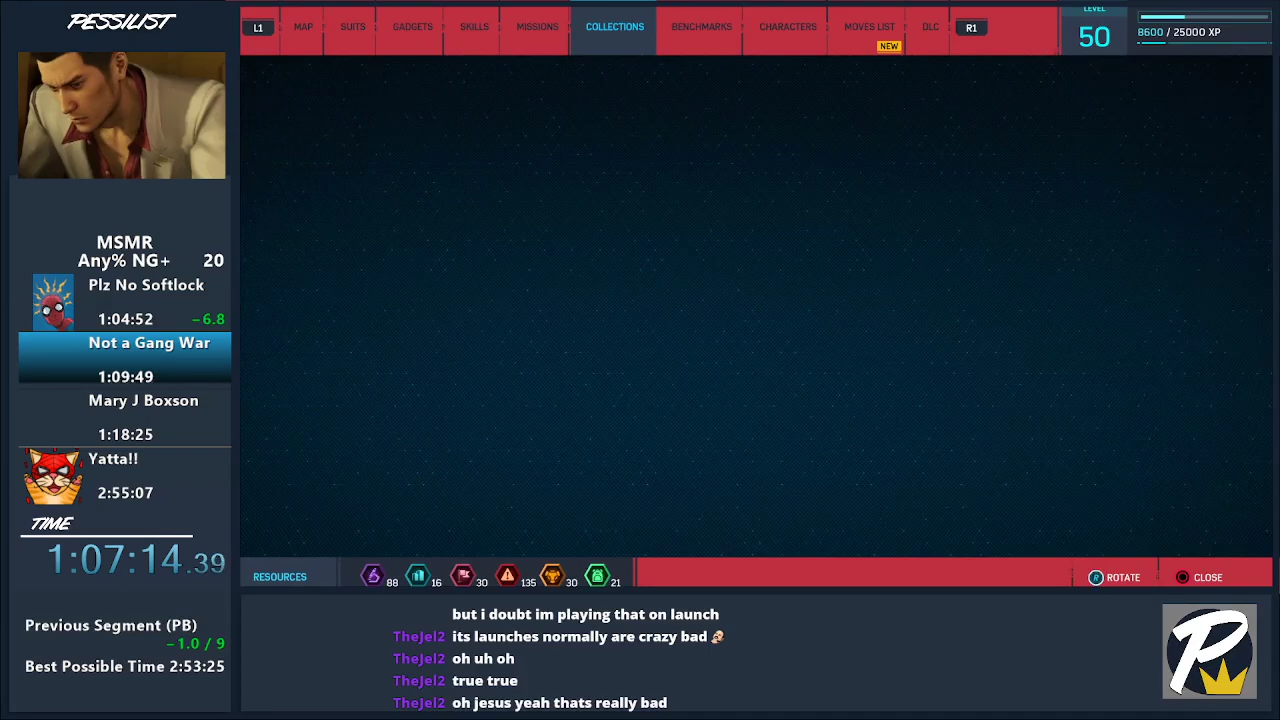 PESSILIST
L1 MAP SUITS GADGETS SKILLS MISSIONS COLLECTIONS BENCHMARKS CHARACTERS MOVES LIST DLC R1
NEW
LEVEL
50
8600 / 25000 XP
MSMR
Any% NG+ 20
Plz No Softlock
1:04:52 −6.8
Not a Gang War
1:09:49
Mary J Boxson
1:18:25
Yatta!!
2:55:07
TIME
1:07:14.39
Previous Segment (PB)
−1.0 / 9
Best Possible Time 2:53:25
RESOURCES 88 16 30 135 30 21
R ROTATE CLOSE
but i doubt im playing that on launch
TheJel2 its launches normally are crazy bad
TheJel2 oh uh oh
TheJel2 true true
TheJel2 oh jesus yeah thats really bad
P